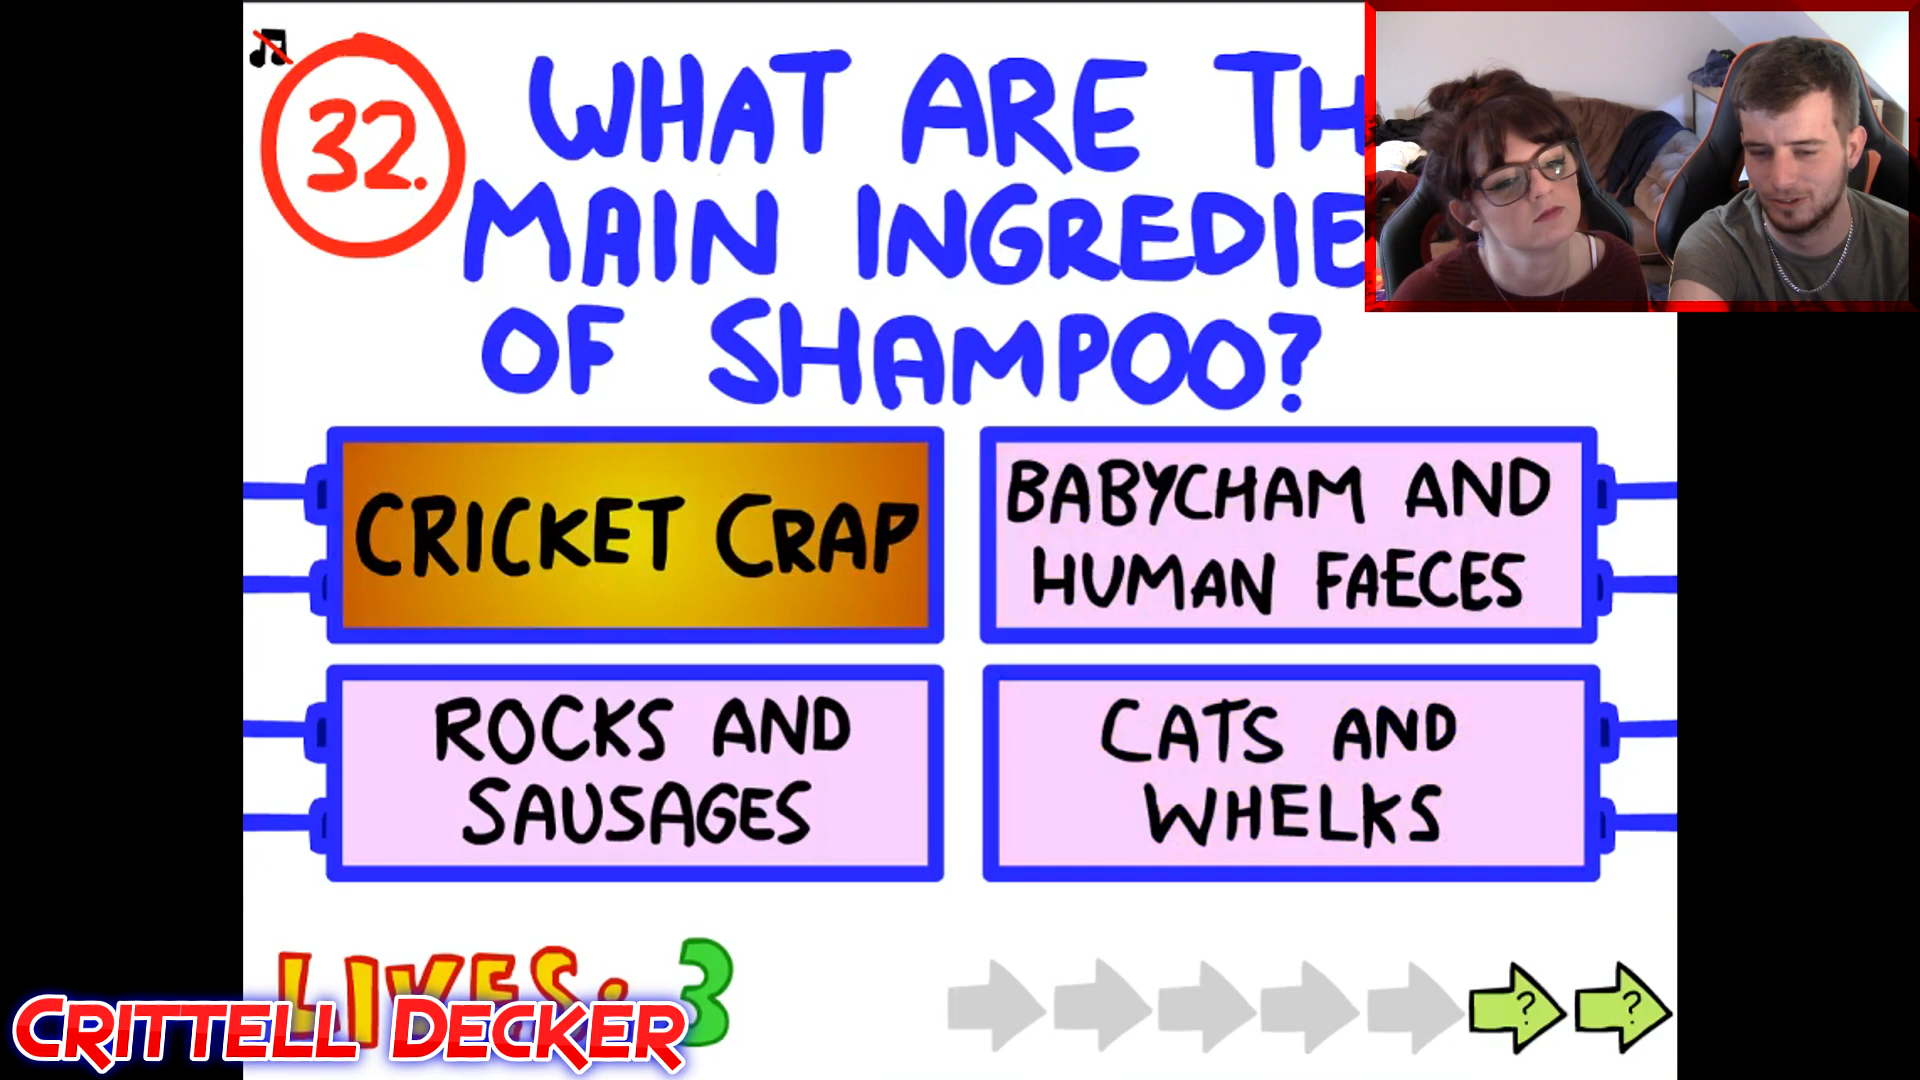 32.
WHAT ARE TH
MAIN INGREDIE
OF SHAMPOO?
CRICKET CRAP
BABYCHAM AND
HUMAN FAECES
ROCKS AND
SAUSAGES
CATS AND
WHELKS
LIVES: 3
? ?
CRITTELL DECKER